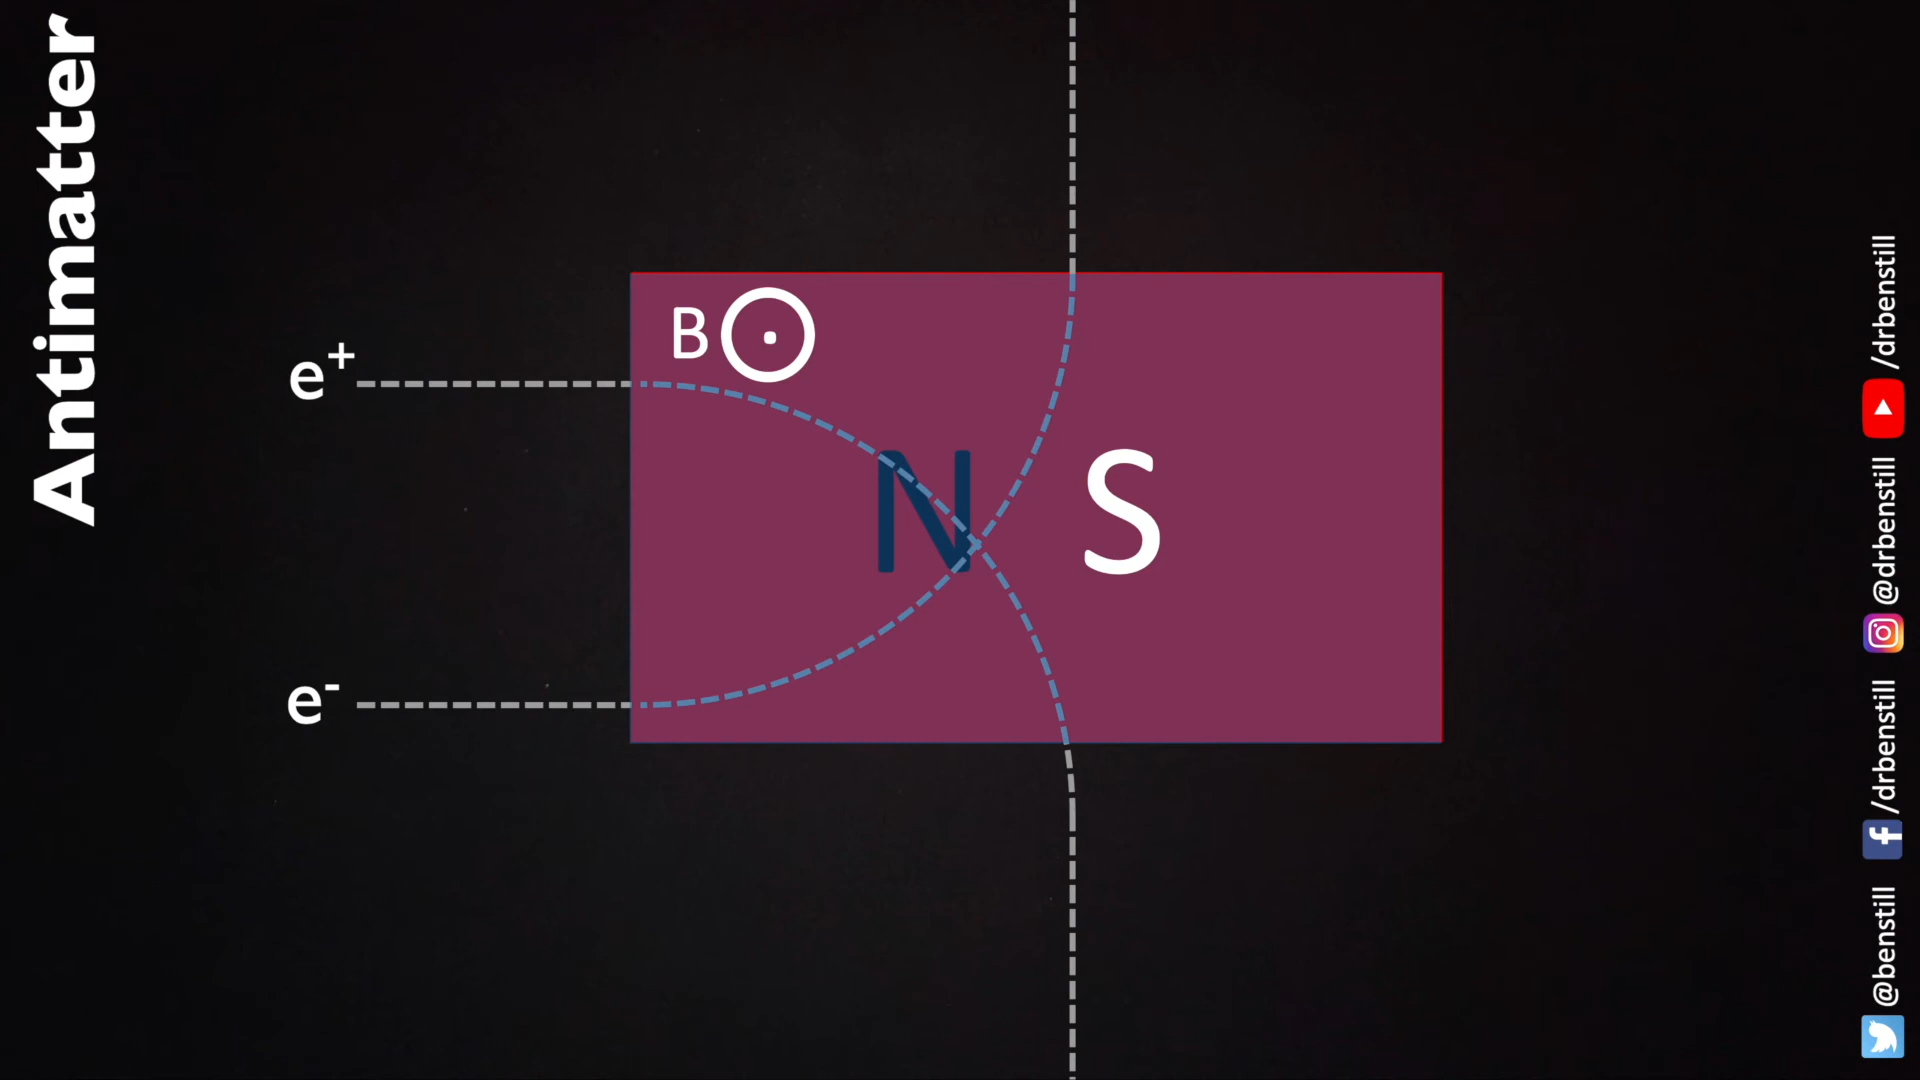 Antimatter
e+
e-
B
N S
/drbenstill
@drbenstill
/drbenstill
@benstill